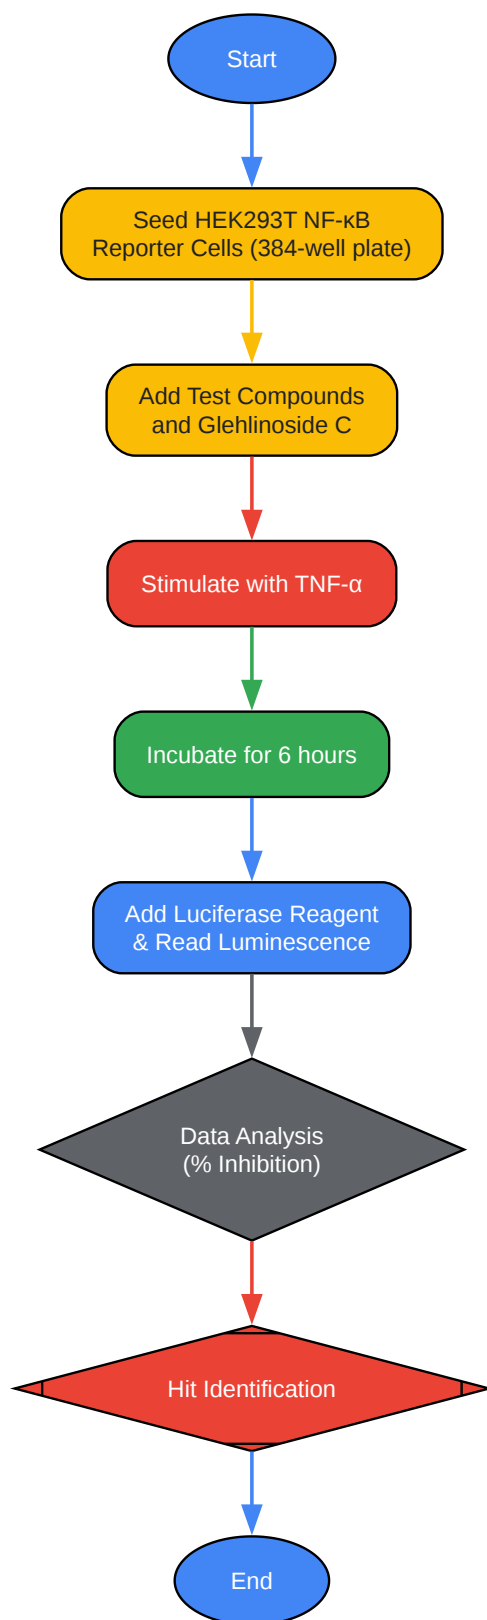 Start
Seed HEK293T NF-κB
Reporter Cells (384-well plate)
Add Test Compounds
and Glehlinoside C
Stimulate with TNF-α
Incubate for 6 hours
Add Luciferase Reagent
& Read Luminescence
Data Analysis
(% Inhibition)
Hit Identification
End